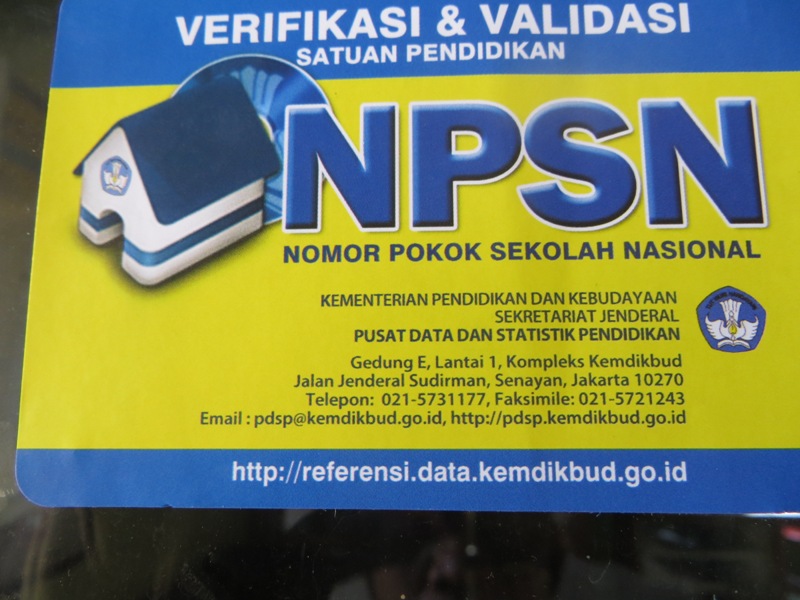 VERIFIKASI & VALIDASI
SATUAN PENDIDIKAN
NPSN
NOMOR POKOK SEKOLAH NASIONAL
KEMENTERIAN PENDIDIKAN DAN KEBUDAYAAN
SEKRETARIAT JENDERAL
PUSAT DATA DAN STATISTIK PENDIDIKAN
Gedung E, Lantai 1, Kompleks Kemdikbud
Jalan Jenderal Sudirman, Senayan, Jakarta 10270
Telepon: 021-5731177, Faksimile: 021-5721243
Email : pdsp@kemdikbud.go.id, http://pdsp.kemdikbud.go.id
http://referensi.data.kemdikbud.go.id